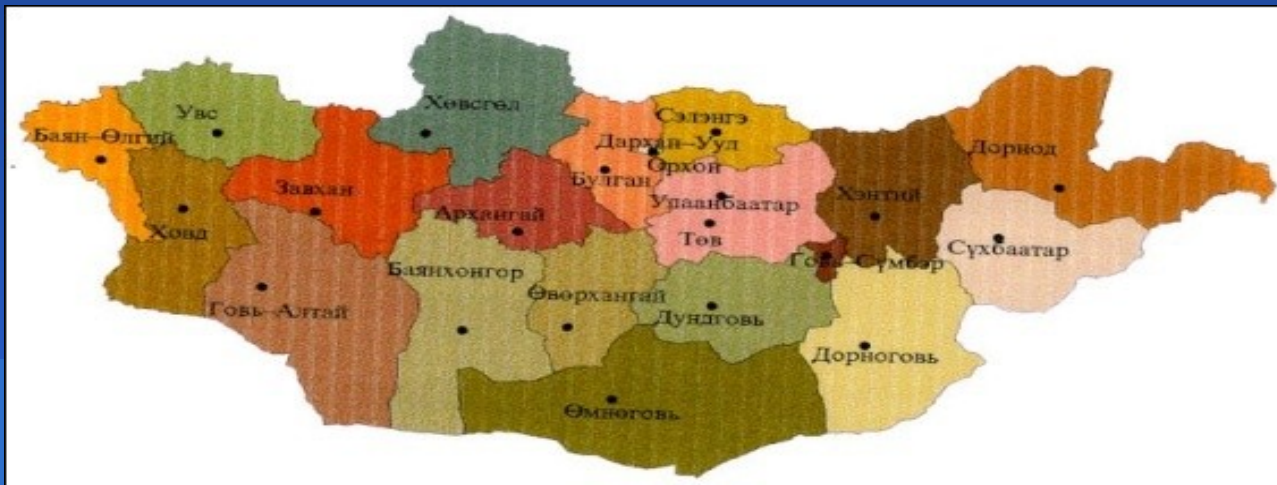 Увс
Хөвсгөл
Сэлэнгэ
Баян–Өлгий
Дархан–Уул
Дорнод
Орхон
Булган
Завхан
Улаанбаатар
Хэнтий
Архангай
Ховд
Төв
Сүхбаатар
Говь–Сүмбэр
Баянхонгор
Өвөрхангай
Говь–Алтай
Дундговь
Дорноговь
Өмнөговь